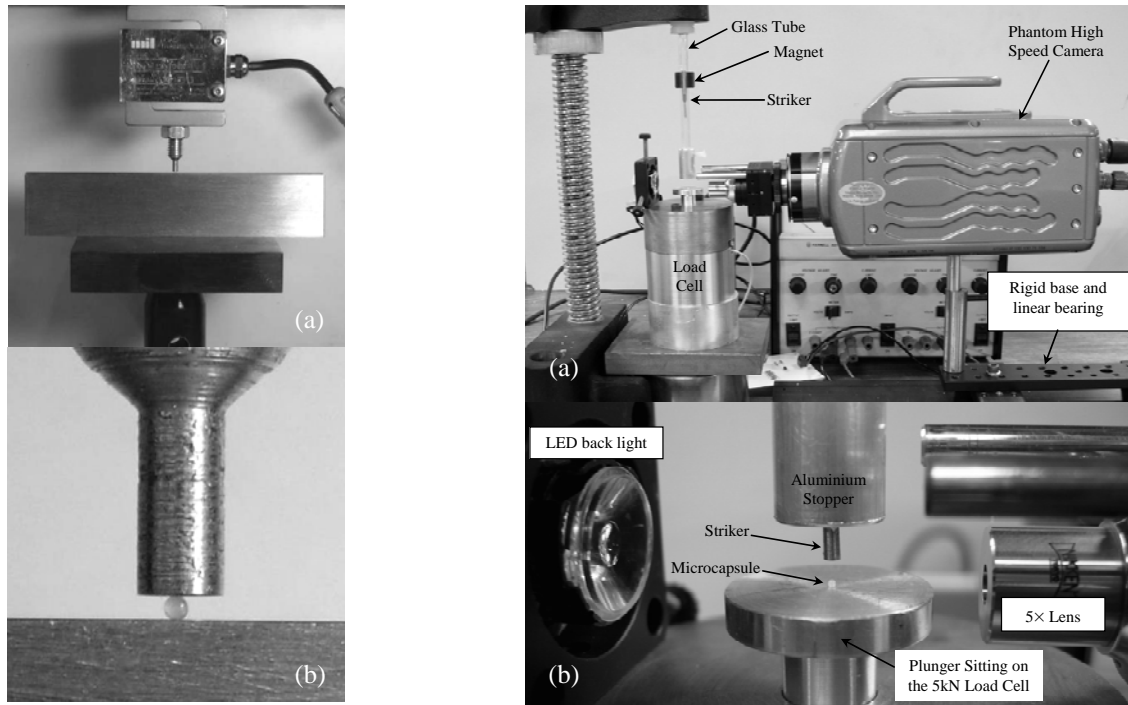 mil
(a)
(b)
Glass Tube
Magnet
Striker
Phantom High
Speed Camera
Load
Cell
Rigid base and
linear bearing
(a)
LED back light
Aluminium
Stopper
Striker
Microcapsule
5× Lens
Plunger Sitting on
the 5kN Load Cell
(b)